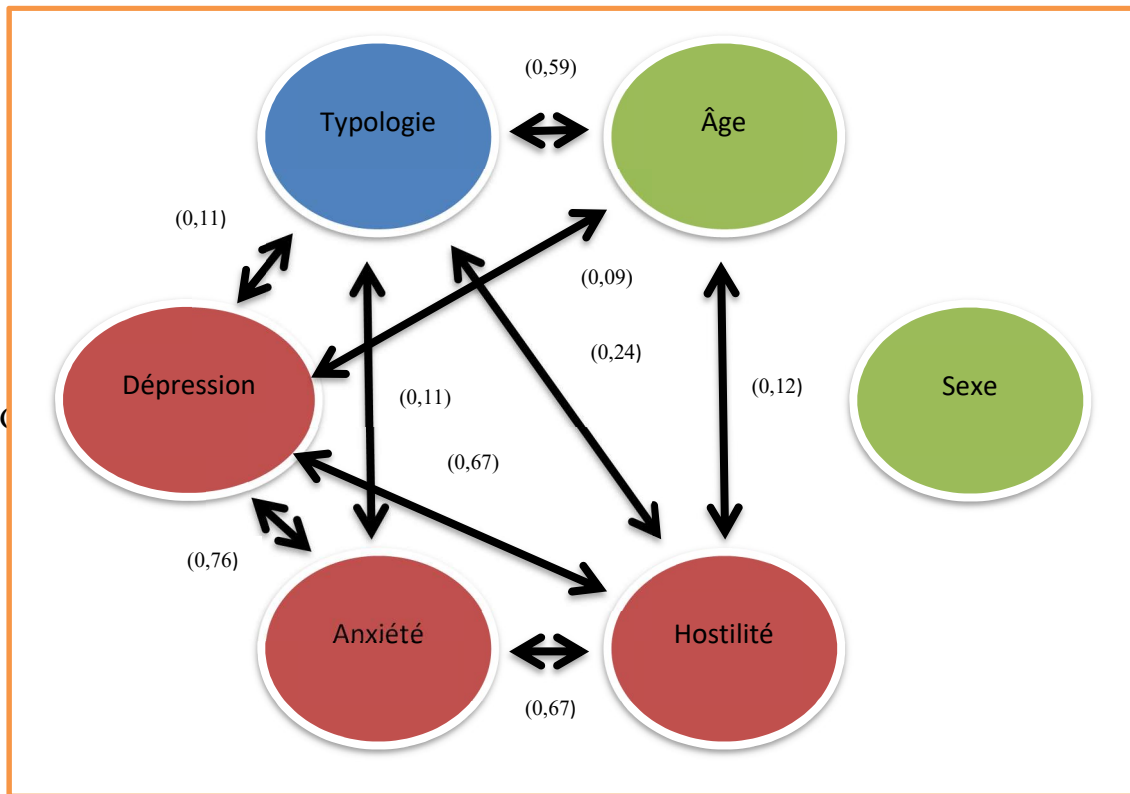 (0,59)
Typologie
Âge
(0,11)
(0,09)
(0,24)
Dépression
(0,11)
(0,12)
Sexe
(0,67)
(0,76)
Anxiété
Hostilité
(0,67)